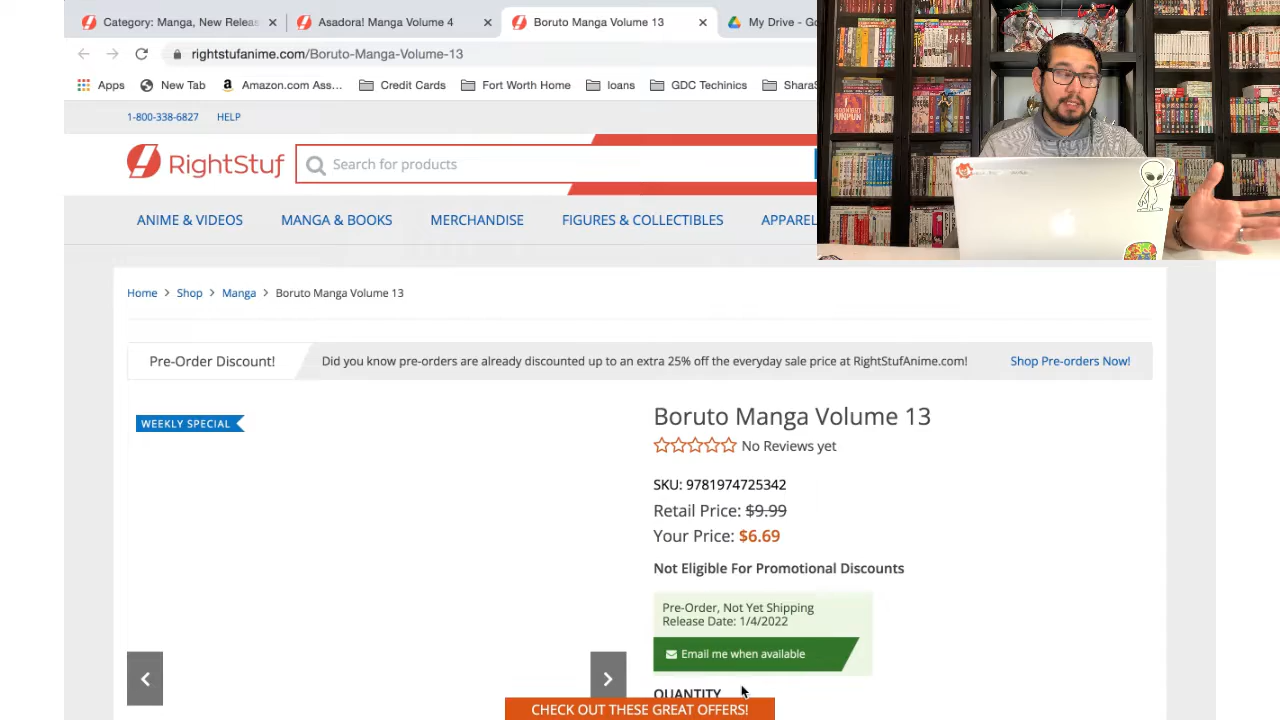 Category: Manga, New Relea
Asadora! Manga Volume 4
Boruto Manga Volume 13
My Drive - Go
rightstufanime.com/Boruto-Manga-Volume-13
Apps
New Tab
Amazon.com Ass...
Credit Cards
Fort Worth Home
loans
GDC Techinics
Shara
1-800-338-6827
HELP
RightStuf
Search for products
ANIME & VIDEOS
MANGA & BOOKS
MERCHANDISE
FIGURES & COLLECTIBLES
APPAREL
Home > Shop > Manga > Boruto Manga Volume 13
Pre-Order Discount!
Did you know pre-orders are already discounted up to an extra 25% off the everyday sale price at RightStufAnime.com!
Shop Pre-orders Now!
WEEKLY SPECIAL
Boruto Manga Volume 13
No Reviews yet
SKU: 9781974725342
Retail Price: $9.99
Your Price: $6.69
Not Eligible For Promotional Discounts
Pre-Order, Not Yet Shipping
Release Date: 1/4/2022
Email me when available
QUANTITY
CHECK OUT THESE GREAT OFFERS!